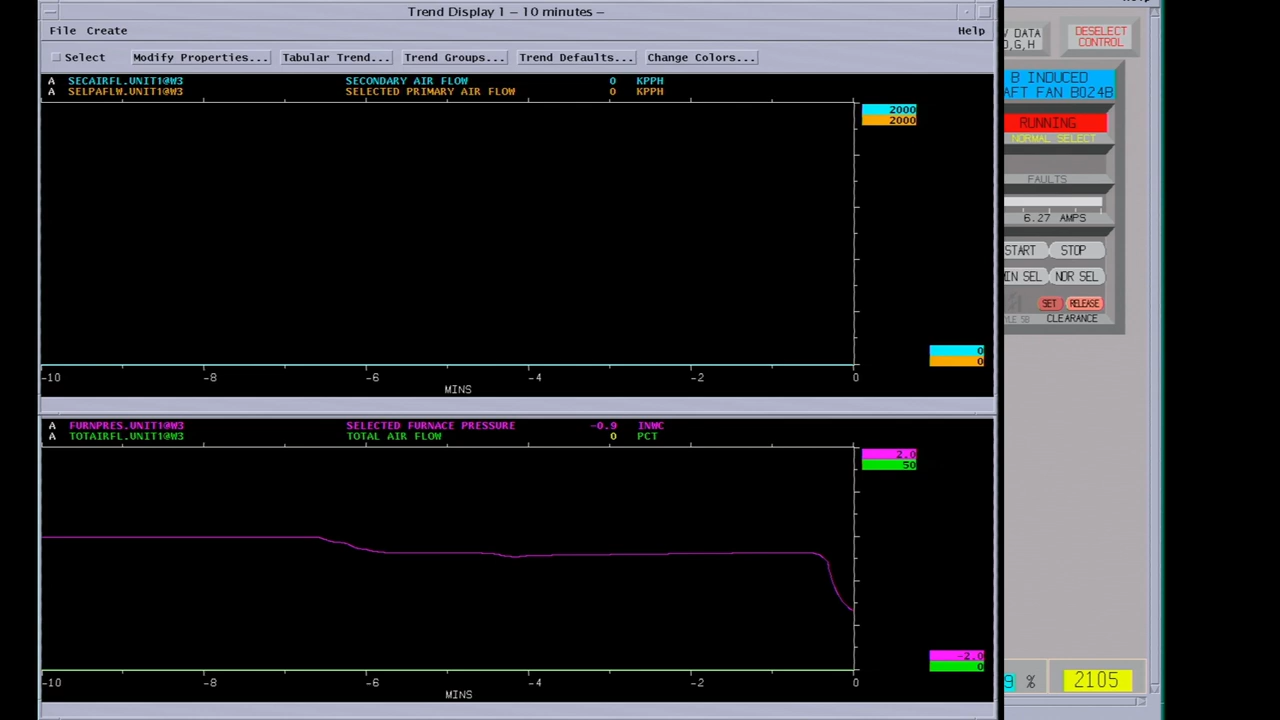 Trend Display 1 – 10 minutes –
File Create Help
Select Modify Properties... Tabular Trend... Trend Groups... Trend Defaults... Change Colors...
A SECAIRFL.UNIT1@W3 SECONDARY AIR FLOW 0 KPPH
A SELPAFLW.UNIT1@W3 SELECTED PRIMARY AIR FLOW 0 KPPH
2000
2000
0
0
-10 -8 -6 -4 -2 0
MINS
A FURNPRES.UNIT1@W3 SELECTED FURNACE PRESSURE -0.9 INWC
A TOTAIRFL.UNIT1@W3 TOTAL AIR FLOW 0 PCT
2.0
50
-2.0
0
-10 -8 -6 -4 -2 0
MINS
DATA
,G,H
DESELECT
CONTROL
B INDUCED
AFT FAN B024B
RUNNING
NORMAL SELECT
FAULTS
6.27 AMPS
START STOP
IN SEL NOR SEL
SET RELEASE
CLEARANCE
9 % 2105